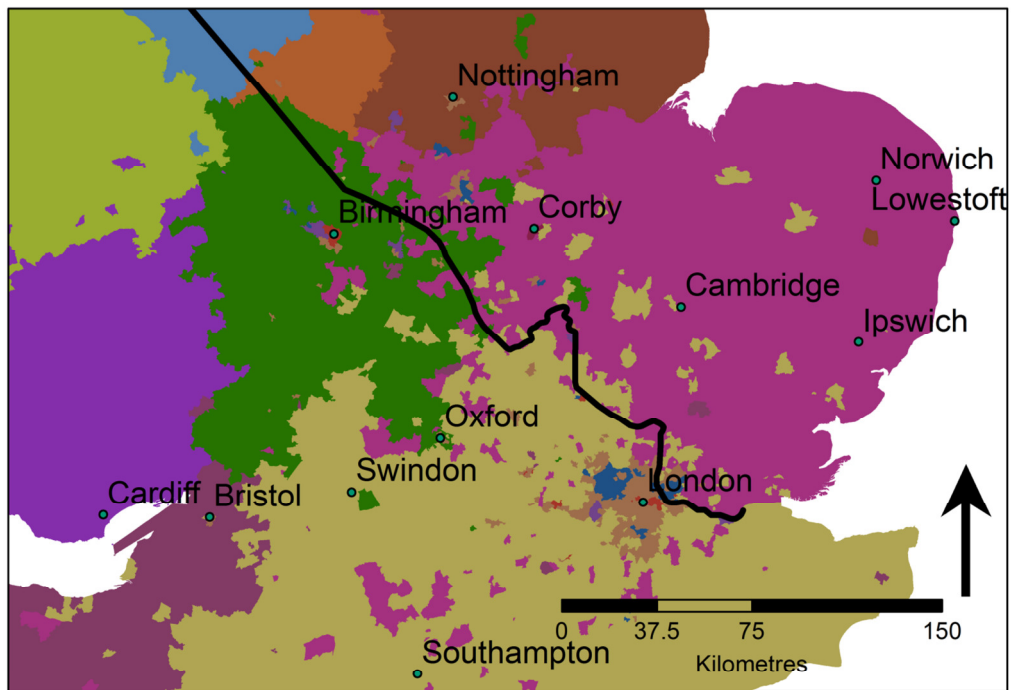 Nottingham
Norwich
Lowestoft
Birmingham
Corby
Cambridge
Ipswich
Oxford
Swindon
London
Cardiff
Bristol
0 37.5 75 150
Kilometres
Southampton